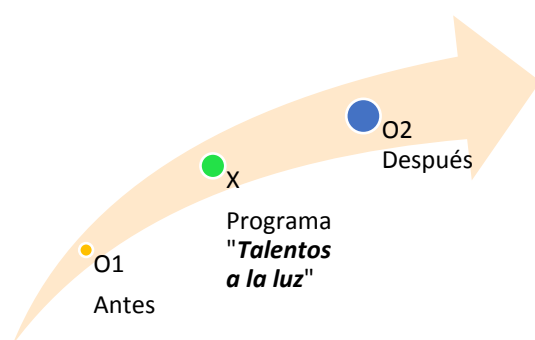 O1
Antes
X
Programa
"Talentos
a la luz"
O2
Después